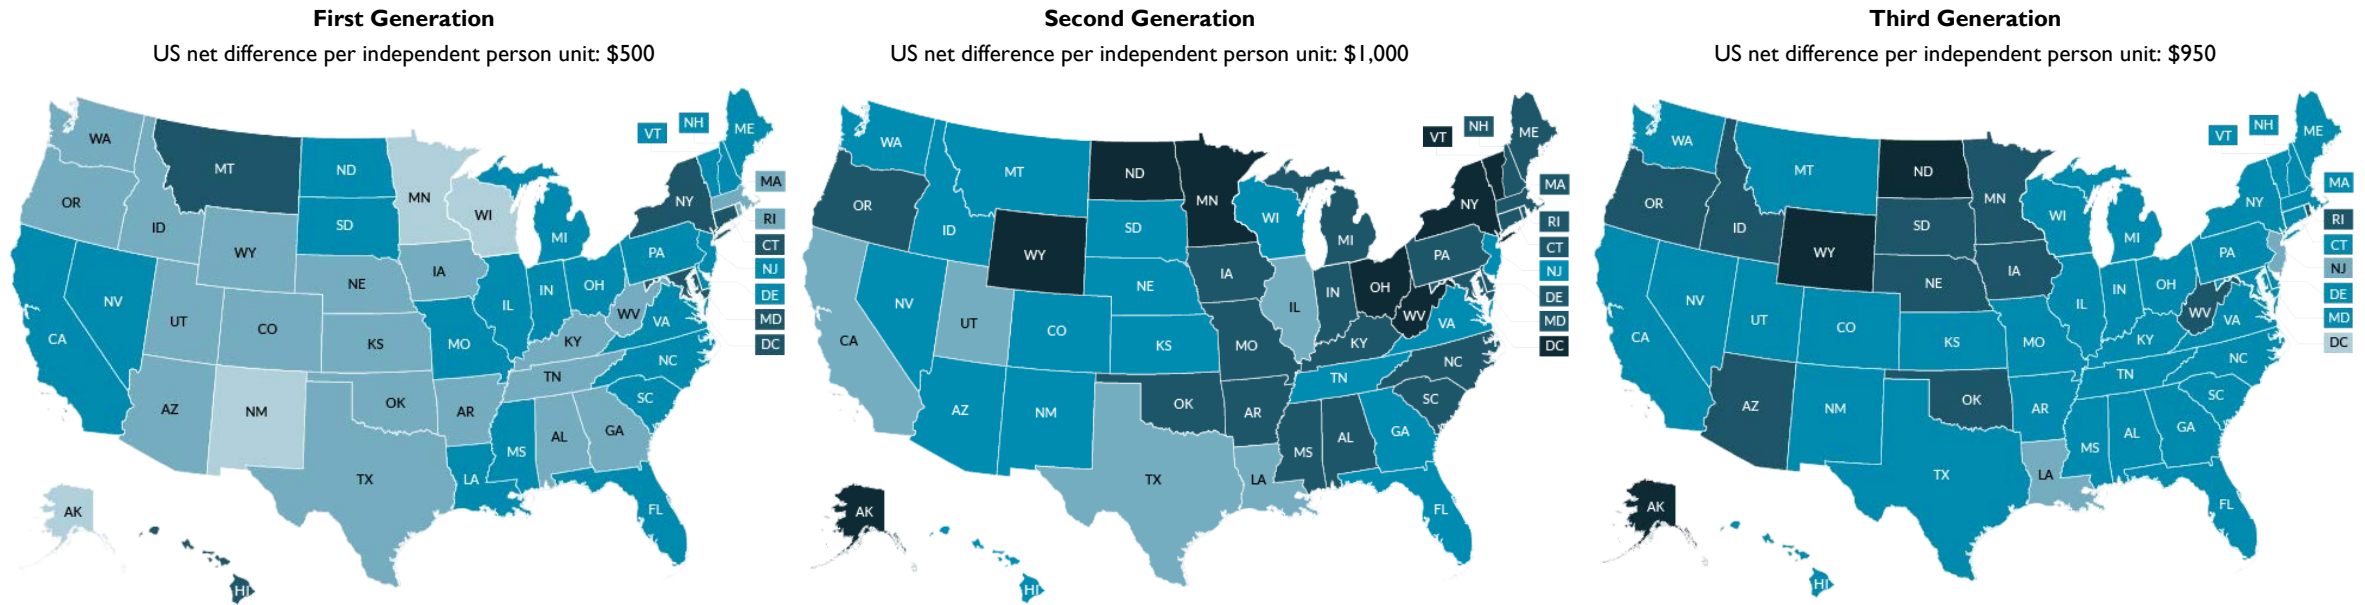 First Generation
US net difference per independent person unit: $500
VT
NH
ME
WA
MT
ND
MN
WI
MI
NY
MA
RI
CT
NJ
DE
MD
DC
OR
ID
WY
SD
IA
NE
PA
IL
IN
OH
NV
UT
CO
KS
MO
KY
WV
VA
CA
AZ
NM
OK
AR
TN
NC
SC
MS
AL
GA
TX
LA
FL
AK
HI
Second Generation
US net difference per independent person unit: $1,000
VT
NH
ME
WA
MT
ND
MN
WI
MI
NY
MA
RI
CT
NJ
DE
MD
DC
OR
ID
WY
SD
IA
NE
PA
IL
IN
OH
NV
UT
CO
KS
MO
KY
WV
VA
CA
AZ
NM
OK
AR
TN
NC
SC
MS
AL
GA
TX
LA
FL
AK
HI
Third Generation
US net difference per independent person unit: $950
VT
NH
ME
WA
MT
ND
MN
WI
MI
NY
MA
RI
CT
NJ
DE
MD
DC
OR
ID
WY
SD
IA
NE
PA
IL
IN
OH
NV
UT
CO
KS
MO
KY
WV
VA
CA
AZ
NM
OK
AR
TN
NC
SC
MS
AL
GA
TX
LA
FL
AK
HI